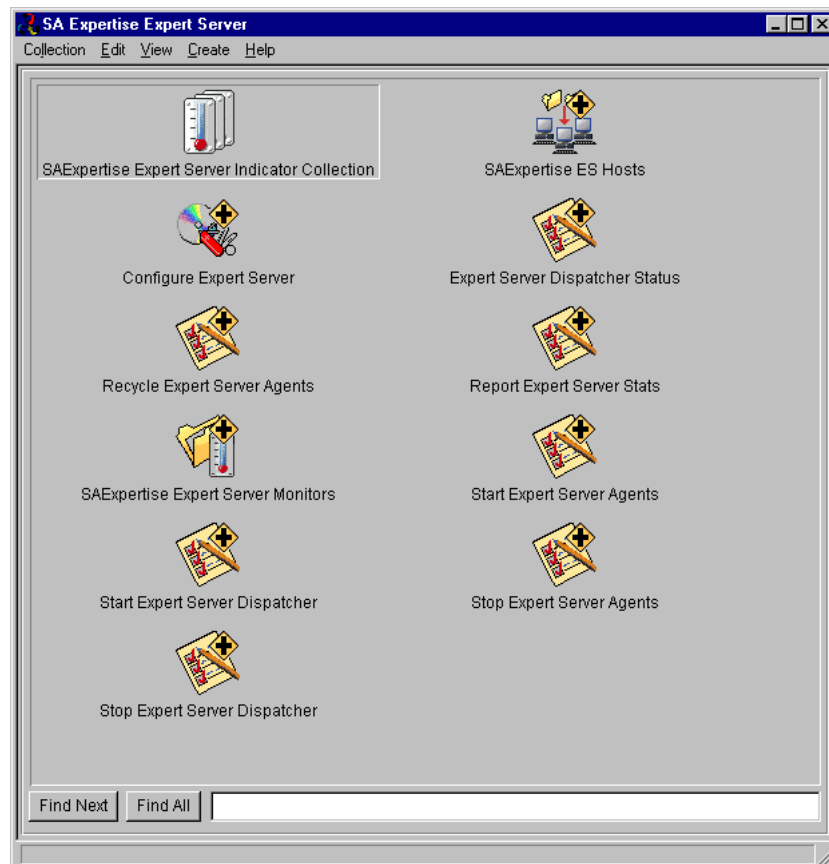 SA Expertise Expert Server
Collection Edit View Create Help
SAExpertise Expert Server Indicator Collection
SAExpertise ES Hosts
Configure Expert Server
Expert Server Dispatcher Status
Recycle Expert Server Agents
Report Expert Server Stats
SAExpertise Expert Server Monitors
Start Expert Server Agents
Start Expert Server Dispatcher
Stop Expert Server Agents
Stop Expert Server Dispatcher
Find Next Find All